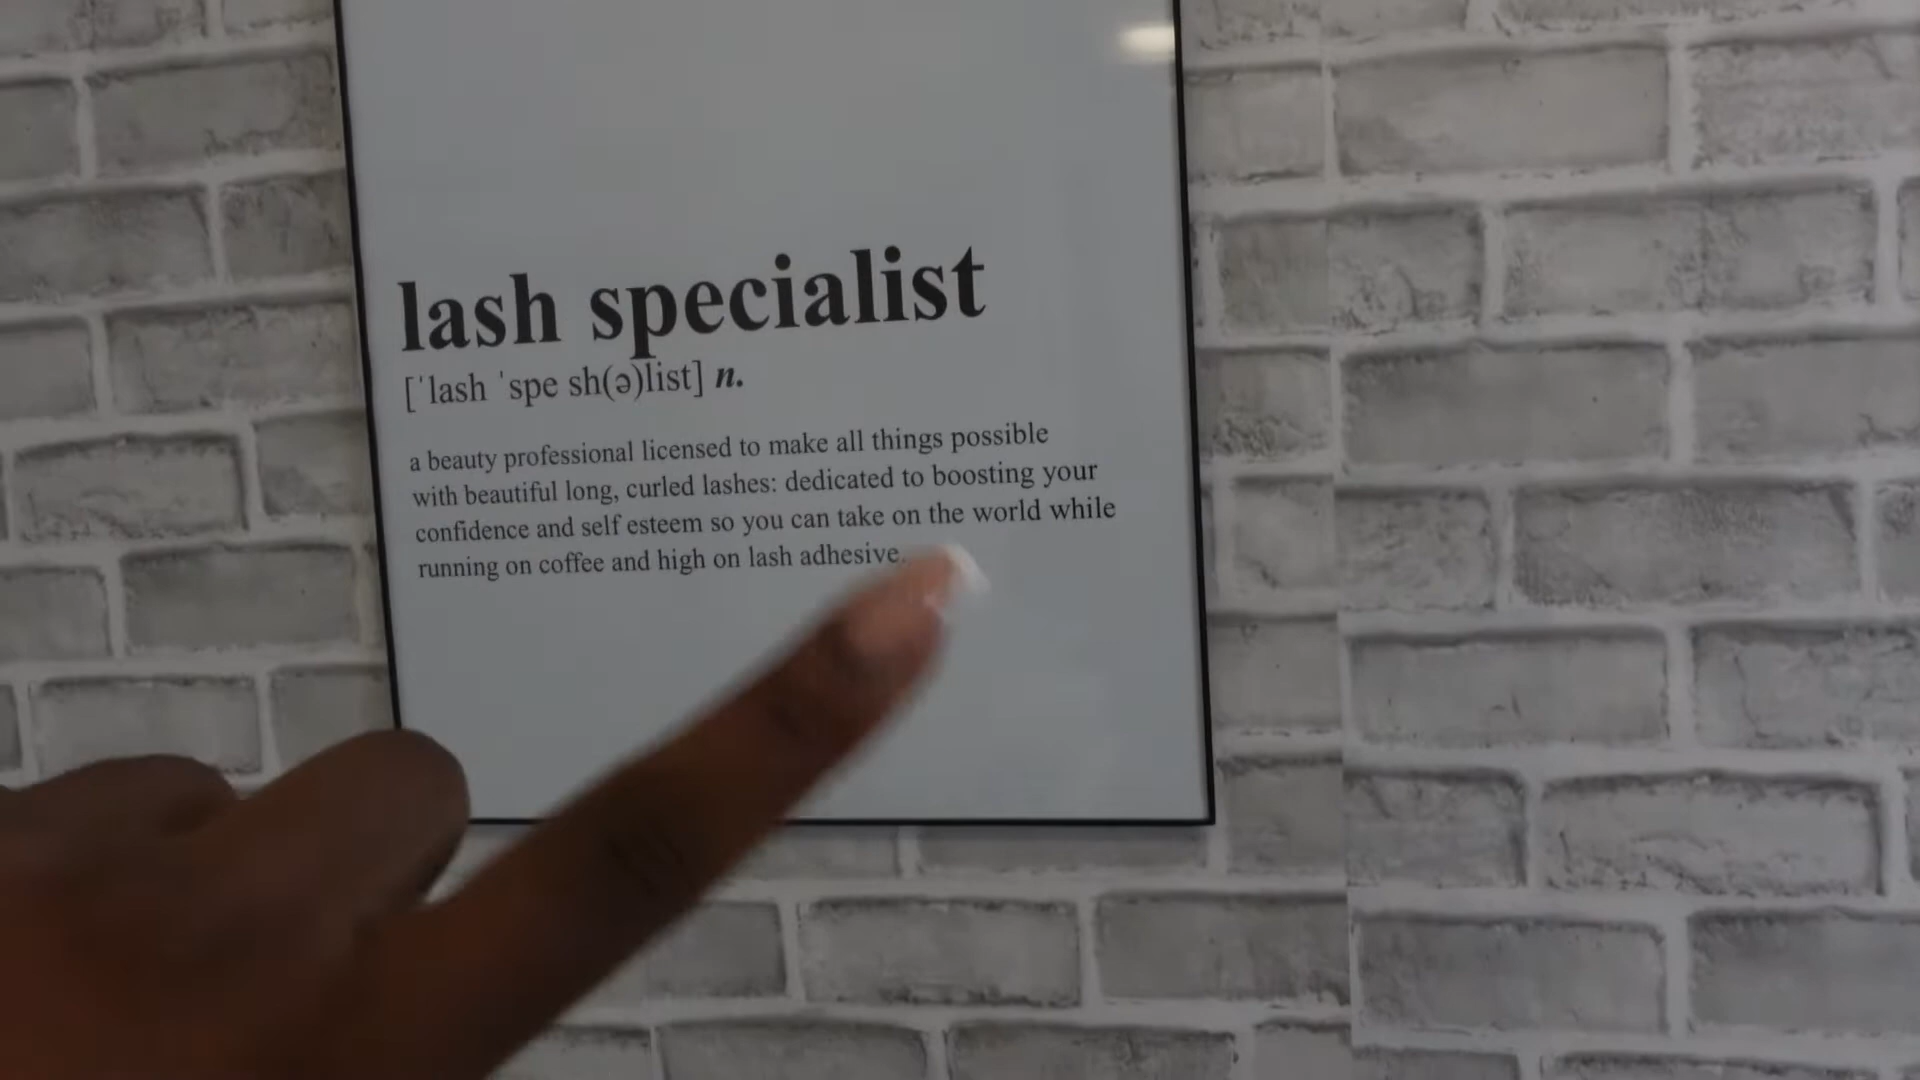 lash specialist
[ˈlash ˈspe sh(ə)list] n.
a beauty professional licensed to make all things possible
with beautiful long, curled lashes: dedicated to boosting your
confidence and self esteem so you can take on the world while
running on coffee and high on lash adhesive.